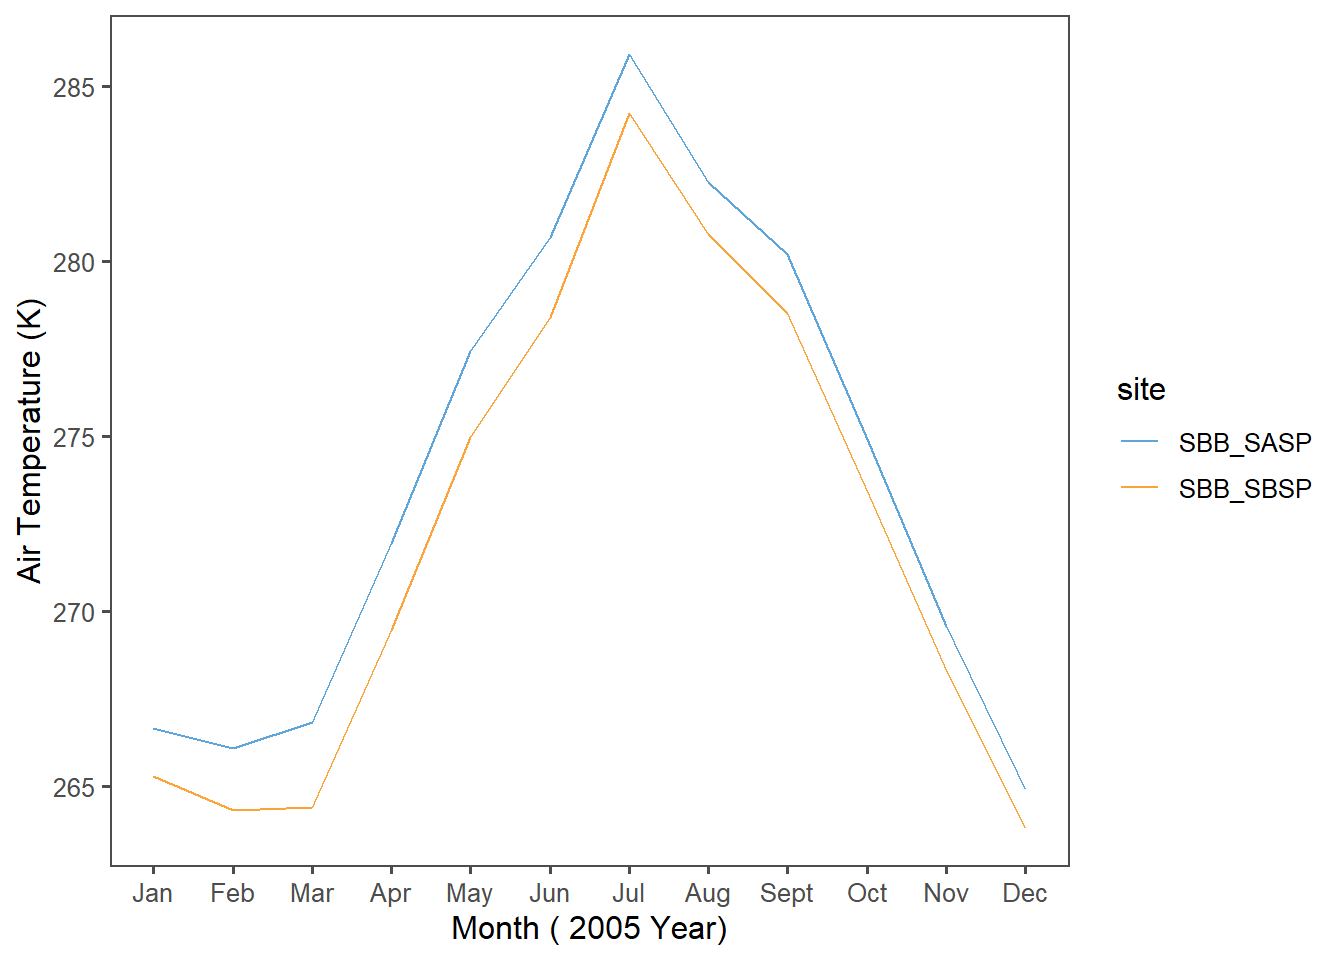 285
280
275
270
265
Air Temperature (K)
Jan Feb Mar Apr May Jun Jul Aug Sept Oct Nov Dec
Month ( 2005 Year)
site
SBB_SASP
SBB_SBSP